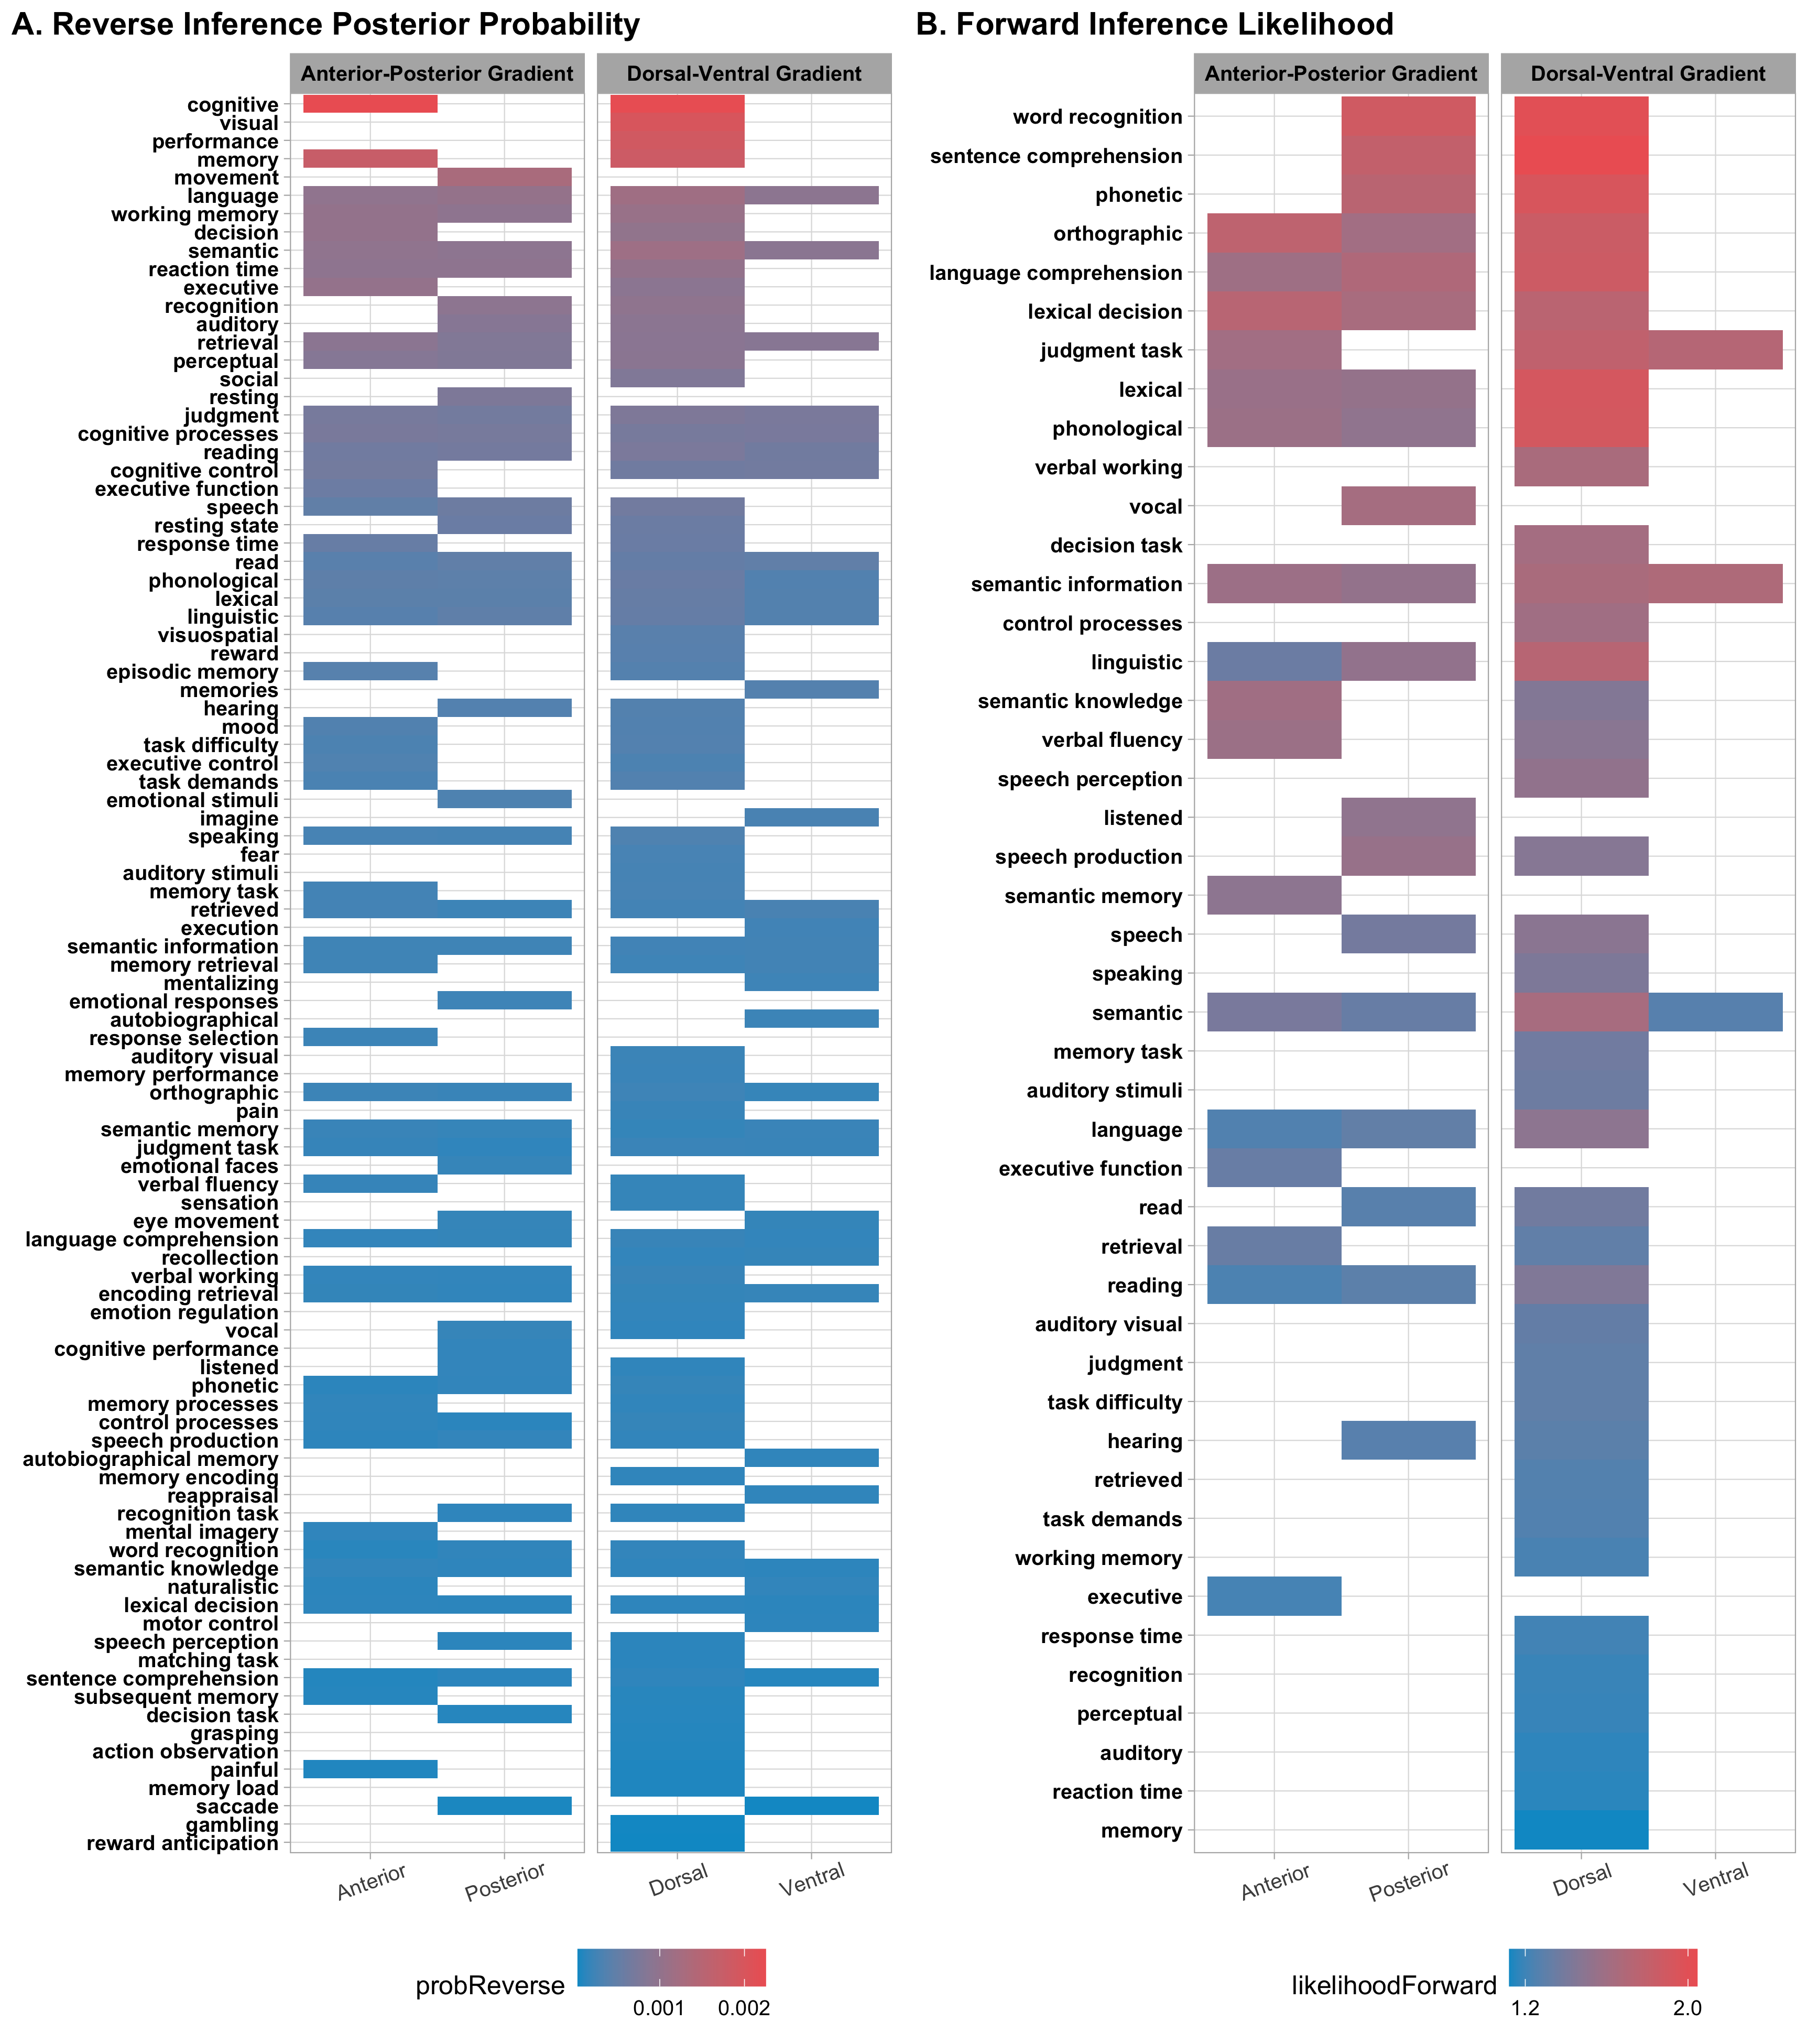 A. Reverse Inference Posterior Probability
Anterior-Posterior Gradient
Dorsal-Ventral Gradient
cognitive
visual
performance
memory
movement
language
working memory
decision
semantic
reaction time
executive
recognition
auditory
retrieval
perceptual
social
resting
judgment
cognitive processes
reading
cognitive control
executive function
speech
resting state
response time
read
phonological
lexical
linguistic
visuospatial
reward
episodic memory
memories
hearing
mood
task difficulty
executive control
task demands
emotional stimuli
imagine
speaking
fear
auditory stimuli
memory task
retrieved
execution
semantic information
memory retrieval
mentalizing
emotional responses
autobiographical
response selection
auditory visual
memory performance
orthographic
pain
semantic memory
judgment task
emotional faces
verbal fluency
sensation
eye movement
language comprehension
recollection
verbal working
encoding retrieval
emotion regulation
vocal
cognitive performance
listened
phonetic
memory processes
control processes
speech production
autobiographical memory
memory encoding
reappraisal
recognition task
mental imagery
word recognition
semantic knowledge
naturalistic
lexical decision
motor control
speech perception
matching task
sentence comprehension
subsequent memory
decision task
grasping
action observation
painful
memory load
saccade
gambling
reward anticipation
Anterior
Posterior
Dorsal
Ventral
probReverse
0.001
0.002
B. Forward Inference Likelihood
Anterior-Posterior Gradient
Dorsal-Ventral Gradient
word recognition
sentence comprehension
phonetic
orthographic
language comprehension
lexical decision
judgment task
lexical
phonological
verbal working
vocal
decision task
semantic information
control processes
linguistic
semantic knowledge
verbal fluency
speech perception
listened
speech production
semantic memory
speech
speaking
semantic
memory task
auditory stimuli
language
executive function
read
retrieval
reading
auditory visual
judgment
task difficulty
hearing
retrieved
task demands
working memory
executive
response time
recognition
perceptual
auditory
reaction time
memory
Anterior
Posterior
Dorsal
Ventral
likelihoodForward
1.2
2.0